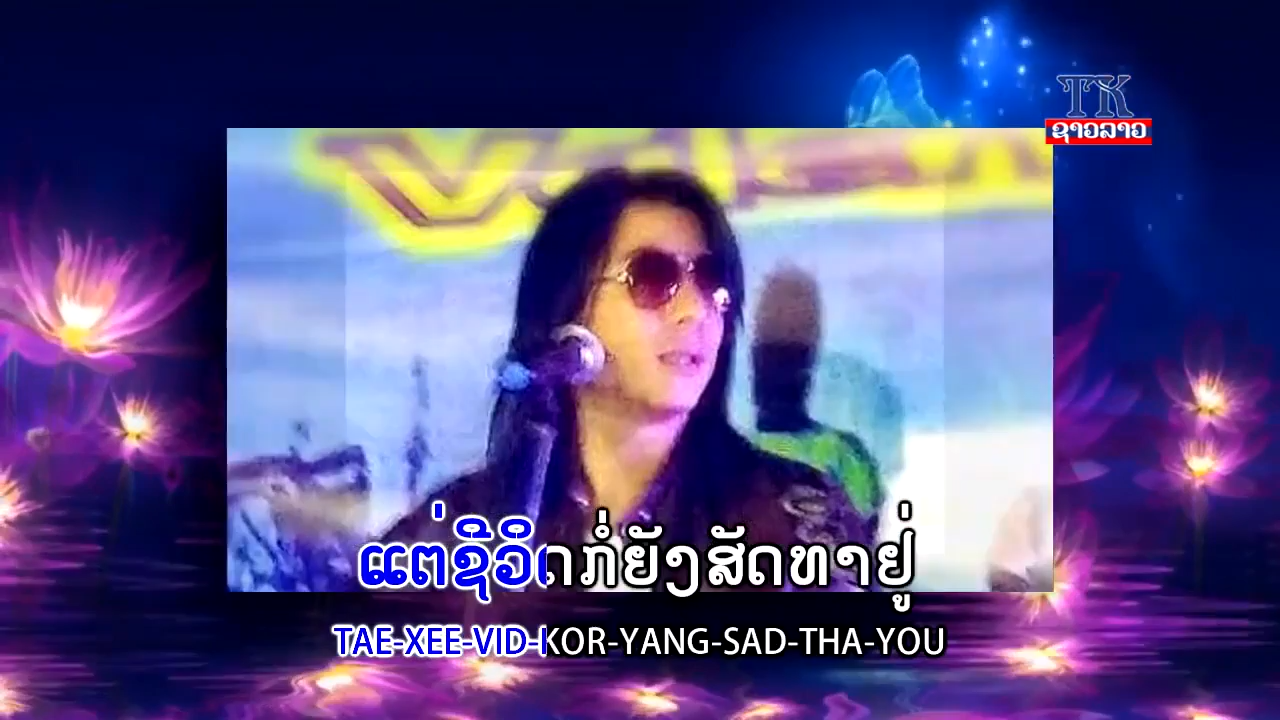 TK
ຊາວລາວ
ແຕ່ຊີວິດກໍ່ຍັງສັດທາຢູ່
TAE-XEE-VID-KOR-YANG-SAD-THA-YOU